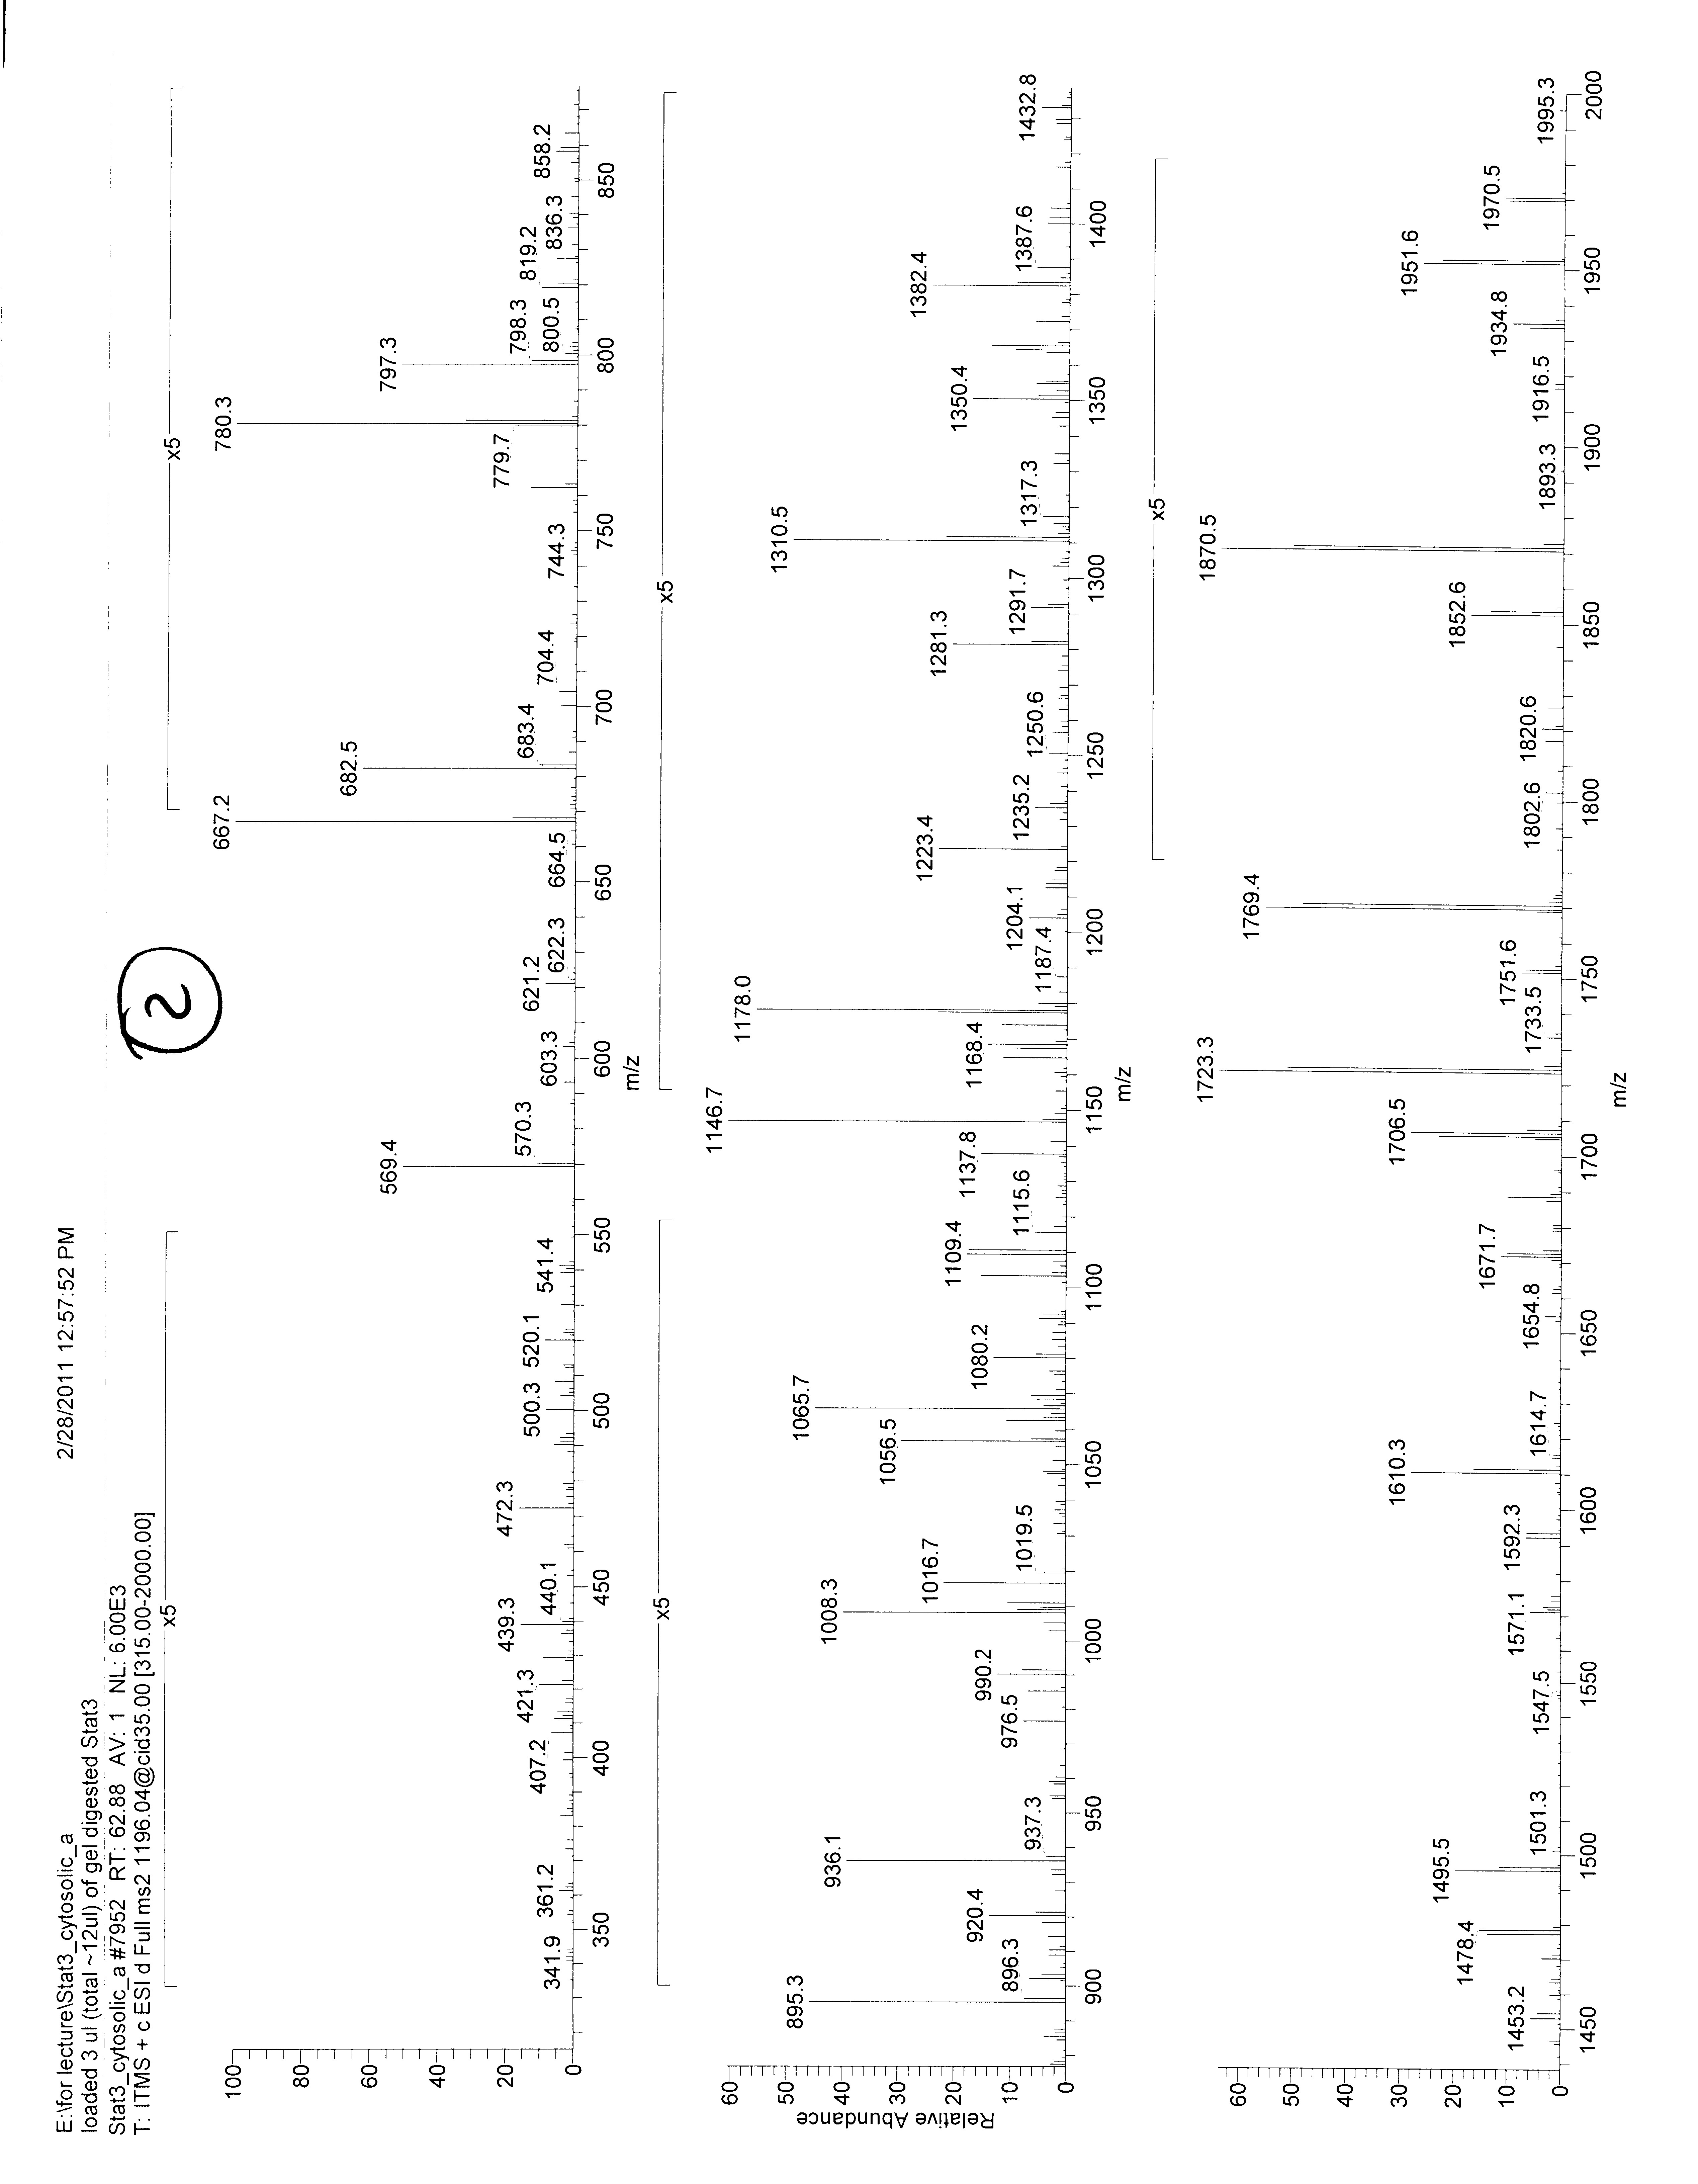 E:\for lecture\Stat3_cytosolic_a 2/28/2011 12:57:52 PM
loaded 3 ul (total ~12ul) of gel digested Stat3
Stat3_cytosolic_a #7952 RT: 62.88 AV: 1 NL: 6.00E3
T: ITMS + c ESI d Full ms2 1196.04@cid35.00 [315.00-2000.00]
2
x5 x5
100
80
60
40
20
0
341.9 361.2 407.2 421.3 439.3 440.1 472.3 500.3 520.1 541.4 569.4 570.3 603.3 621.2 622.3 664.5 667.2 682.5 683.4 704.4 744.3 779.7 780.3 797.3 798.3 800.5 819.2 836.3 858.2
350 400 450 500 550 600 650 700 750 800 850
m/z
x5 x5
Relative Abundance
60
50
40
30
20
10
0
895.3 896.3 920.4 936.1 937.3 976.5 990.2 1008.3 1016.7 1019.5 1056.5 1065.7 1080.2 1109.4 1115.6 1137.8 1146.7 1168.4 1178.0 1187.4 1204.1 1223.4 1235.2 1250.6 1281.3 1291.7 1310.5 1317.3 1350.4 1382.4 1387.6 1432.8
900 950 1000 1050 1100 1150 1200 1250 1300 1350 1400
m/z
x5
60
50
40
30
20
10
0
1453.2 1478.4 1495.5 1501.3 1547.5 1571.1 1592.3 1610.3 1614.7 1654.8 1671.7 1706.5 1723.3 1733.5 1751.6 1769.4 1802.6 1820.6 1852.6 1870.5 1893.3 1916.5 1934.8 1951.6 1970.5 1995.3
1450 1500 1550 1600 1650 1700 1750 1800 1850 1900 1950 2000
m/z